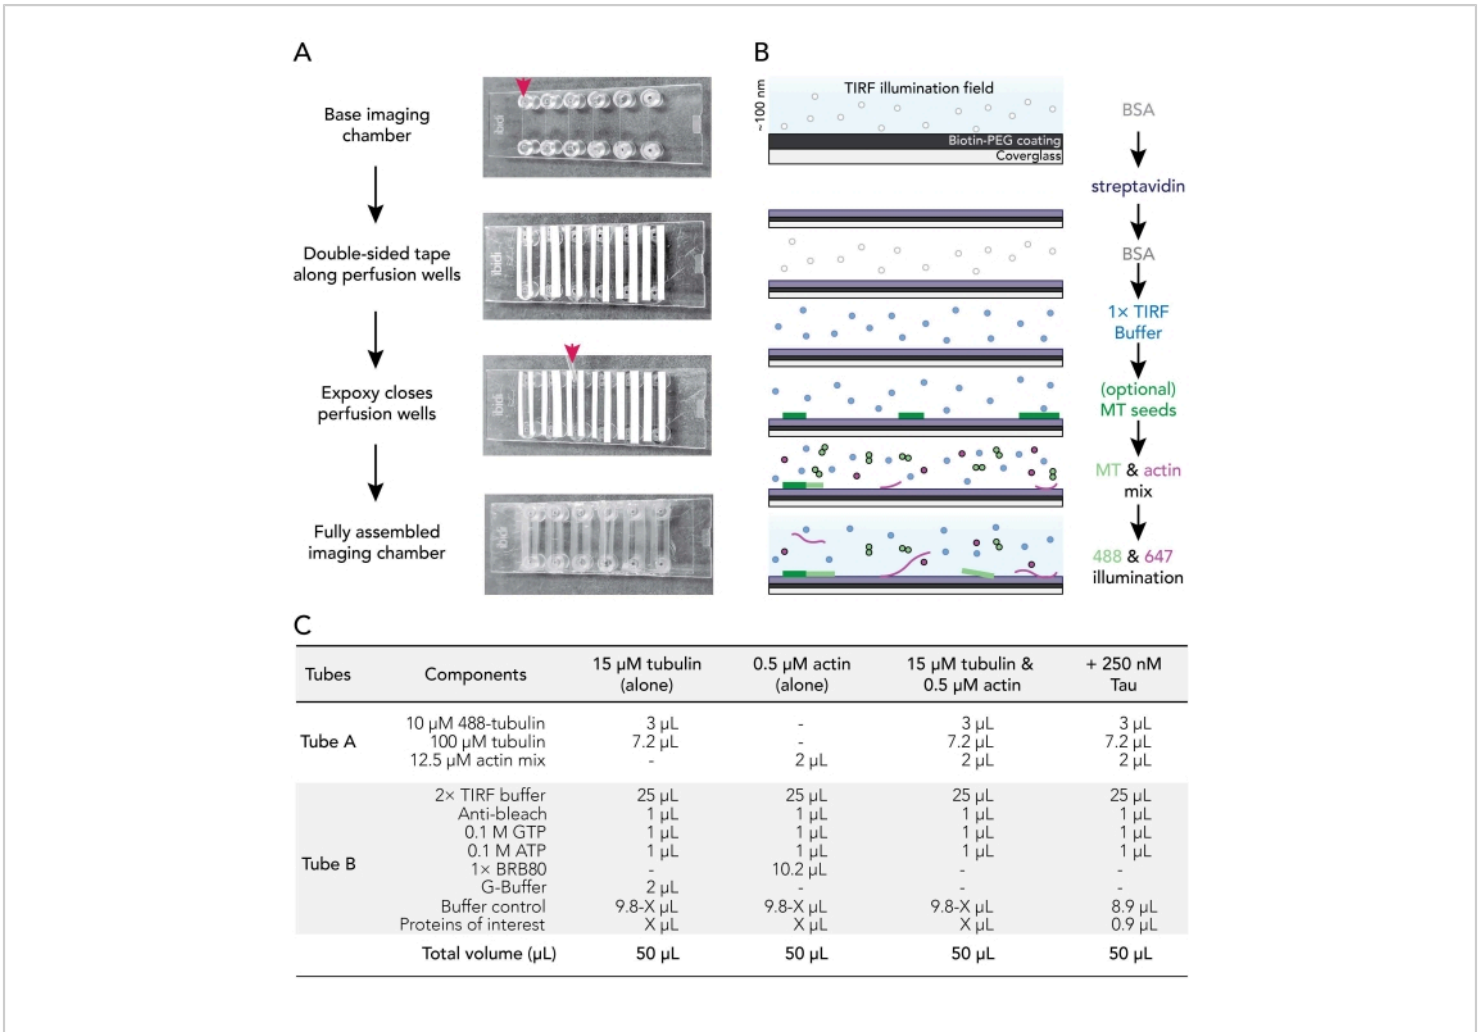 A
Base imaging
chamber
Double-sided tape
along perfusion wells
Expoxy closes
perfusion wells
Fully assembled
imaging chamber
ibidi
ibidi
ibidi
ibidi
B
~100 nm
TIRF illumination field
Biotin-PEG coating
Coverglass
BSA
streptavidin
BSA
1× TIRF
Buffer
(optional)
MT seeds
MT & actin
mix
488 & 647
illumination
C
Tubes Components 15 µM tubulin (alone) 0.5 µM actin (alone) 15 µM tubulin & 0.5 µM actin + 250 nM Tau
Tube A
10 µM 488-tubulin 3 µL - 3 µL 3 µL
100 µM tubulin 7.2 µL - 7.2 µL 7.2 µL
12.5 µM actin mix - 2 µL 2 µL 2 µL
Tube B
2× TIRF buffer 25 µL 25 µL 25 µL 25 µL
Anti-bleach 1 µL 1 µL 1 µL 1 µL
0.1 M GTP 1 µL 1 µL 1 µL 1 µL
0.1 M ATP 1 µL 1 µL 1 µL 1 µL
1× BRB80 - 10.2 µL - -
G-Buffer 2 µL - - -
Buffer control 9.8-X µL 9.8-X µL 9.8-X µL 8.9 µL
Proteins of interest X µL X µL X µL 0.9 µL
Total volume (µL) 50 µL 50 µL 50 µL 50 µL